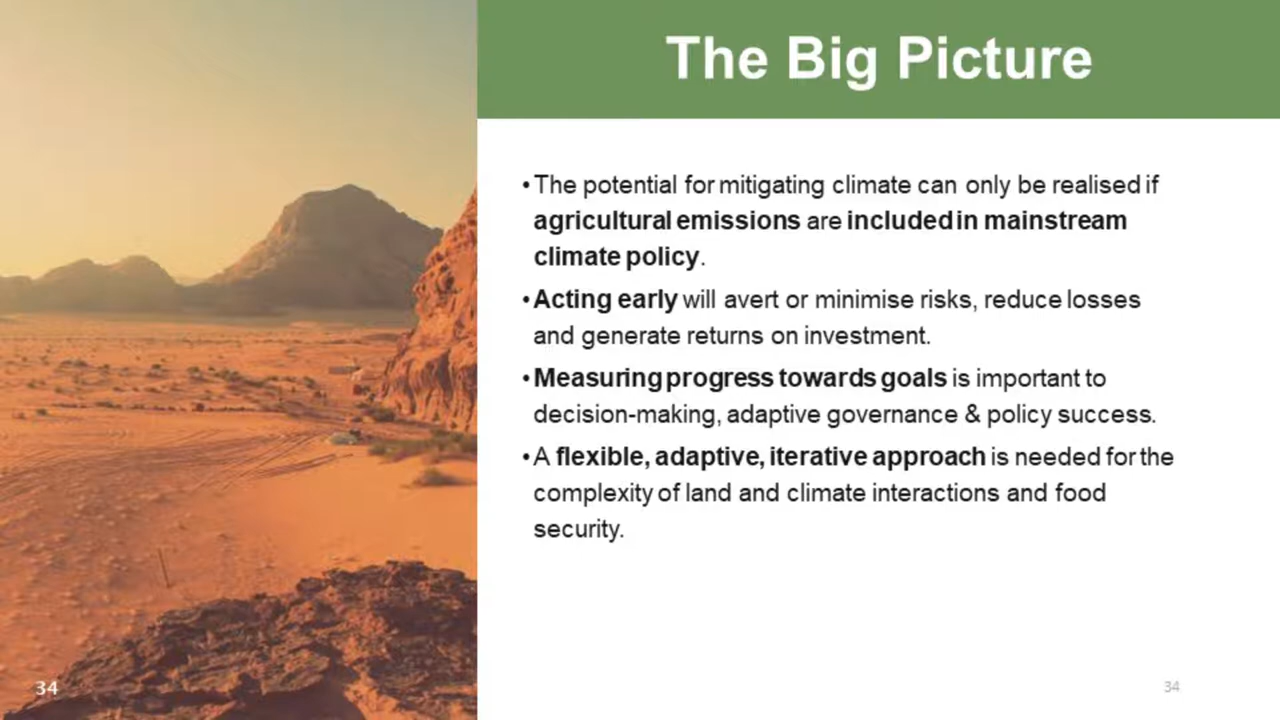 The Big Picture
•The potential for mitigating climate can only be realised if
agricultural emissions are included in mainstream
climate policy.
•Acting early will avert or minimise risks, reduce losses
and generate returns on investment.
•Measuring progress towards goals is important to
decision-making, adaptive governance & policy success.
•A flexible, adaptive, iterative approach is needed for the
complexity of land and climate interactions and food
security.
34
34